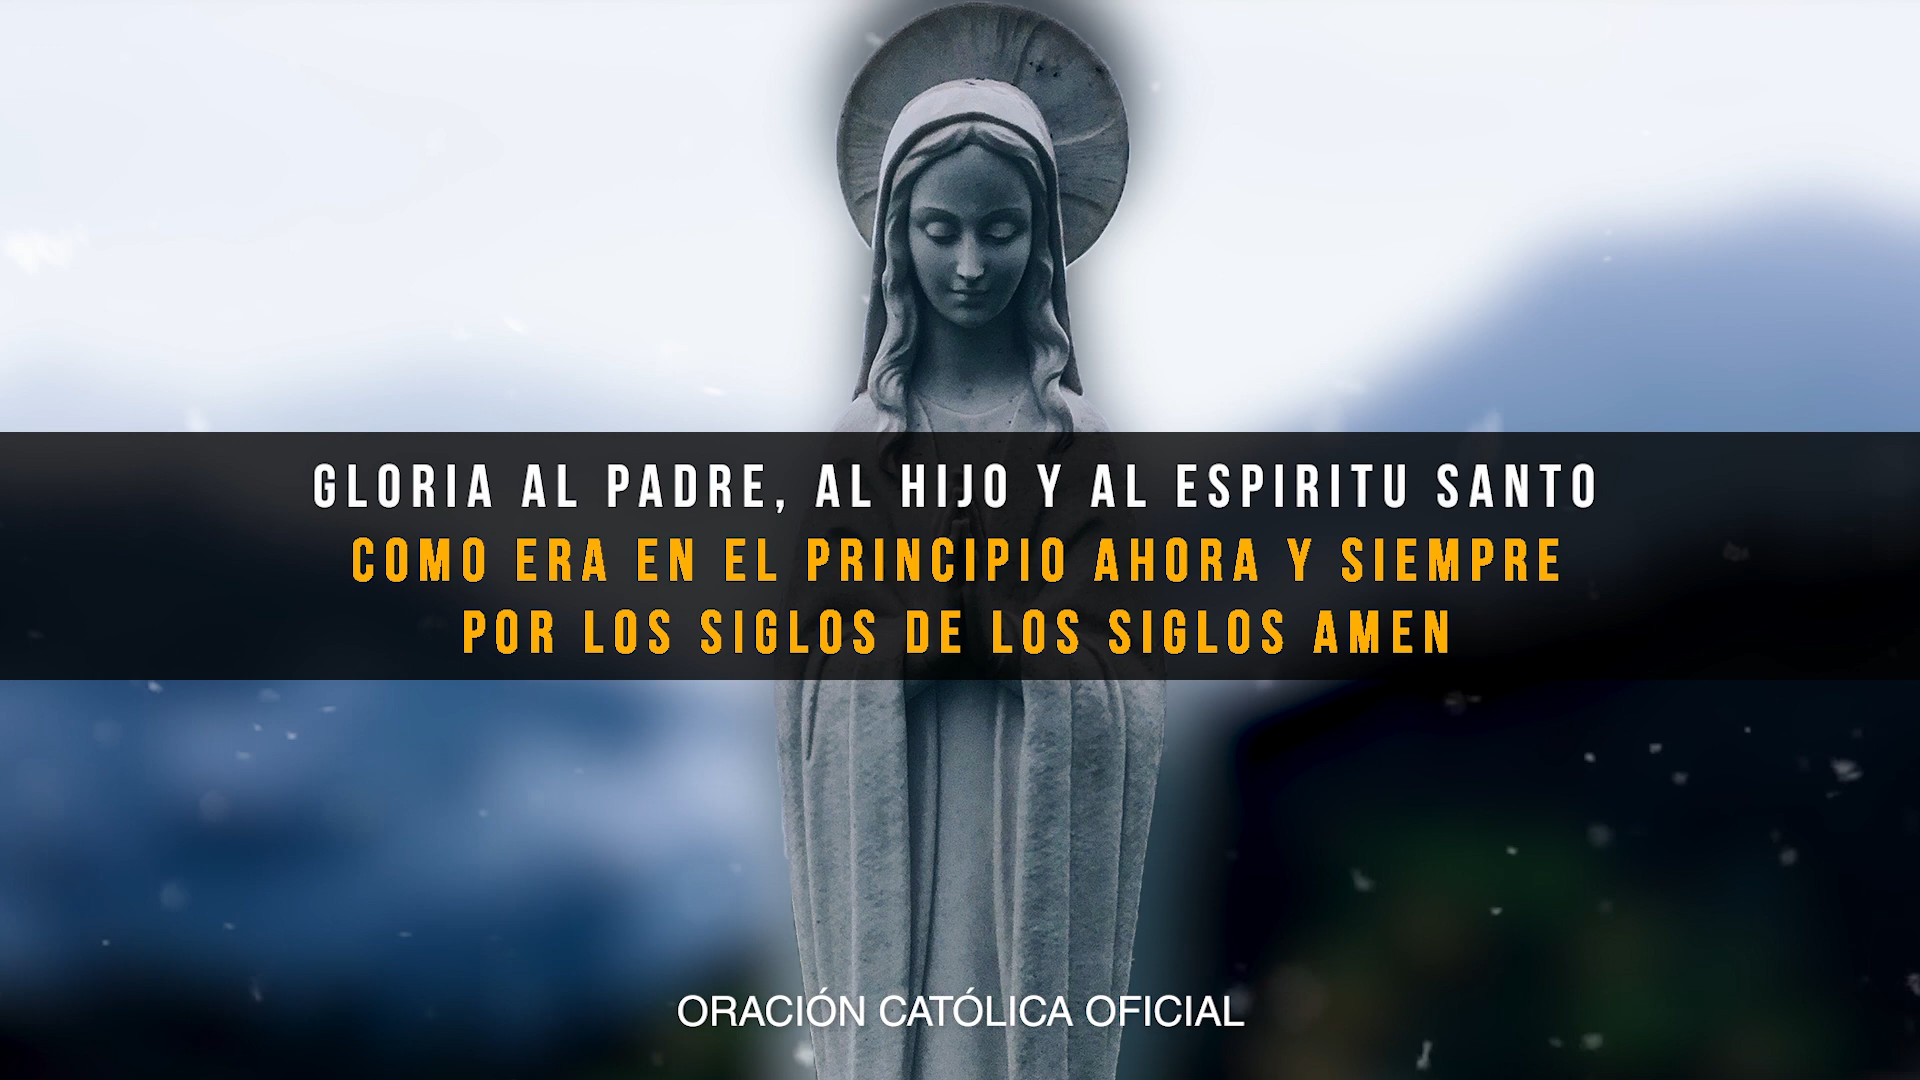 GLORIA AL PADRE, AL HIJO Y AL ESPIRITU SANTO
COMO ERA EN EL PRINCIPIO AHORA Y SIEMPRE
POR LOS SIGLOS DE LOS SIGLOS AMEN
ORACIÓN CATÓLICA OFICIAL